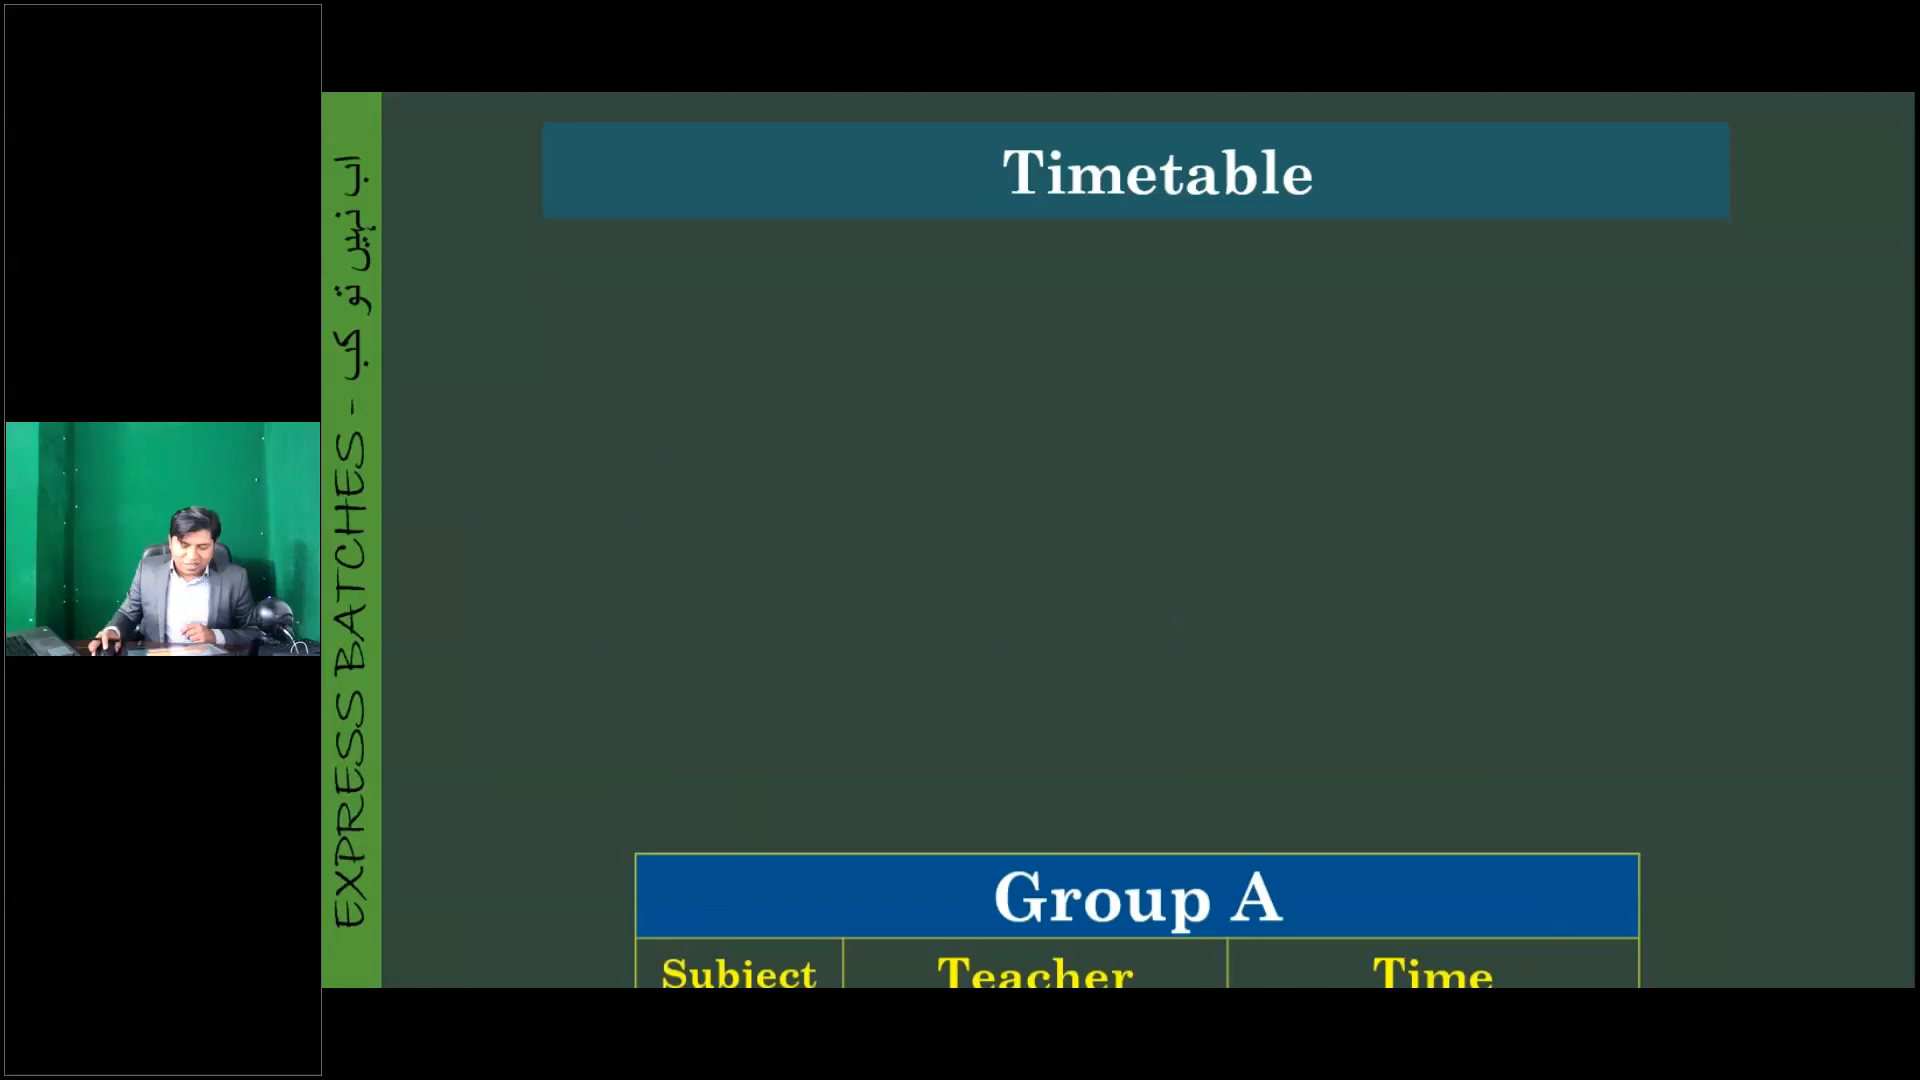 EXPRESS BATCHES - اب نہیں تو کب
Timetable
Group A
Subject
Teacher
Time